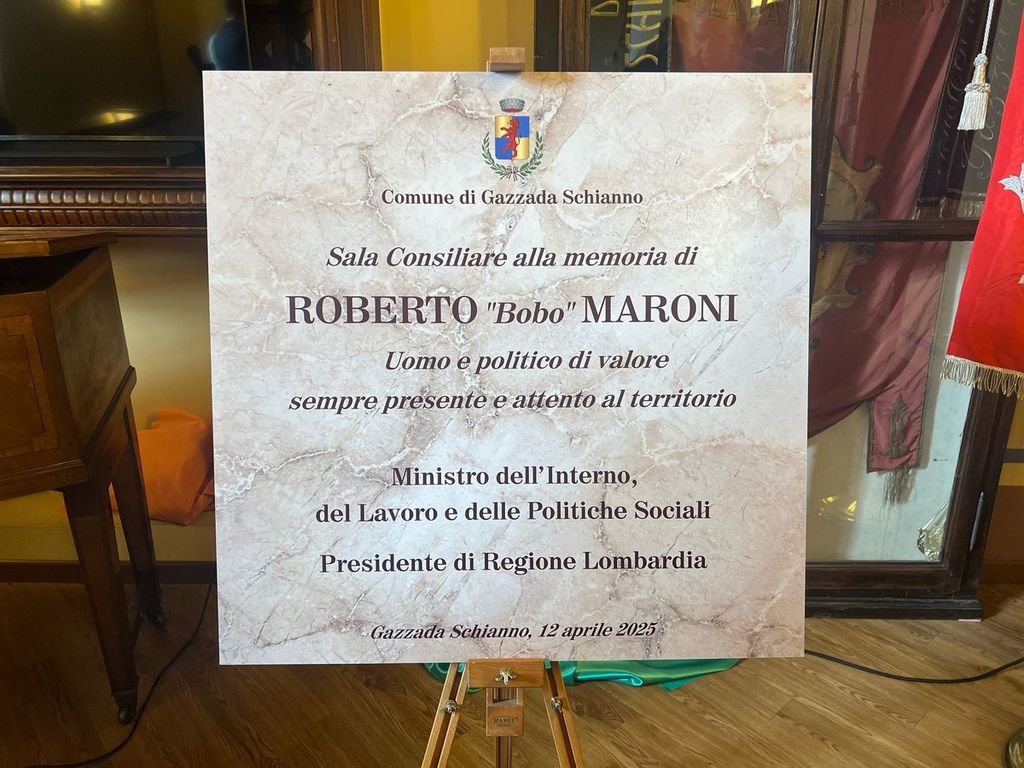 Comune di Gazzada Schianno
Sala Consiliare alla memoria di
ROBERTO "Bobo" MARONI
Uomo e politico di valore
sempre presente e attento al territorio
Ministro dell'Interno,
del Lavoro e delle Politiche Sociali
Presidente di Regione Lombardia
Gazzada Schianno, 12 aprile 2025
MABEF